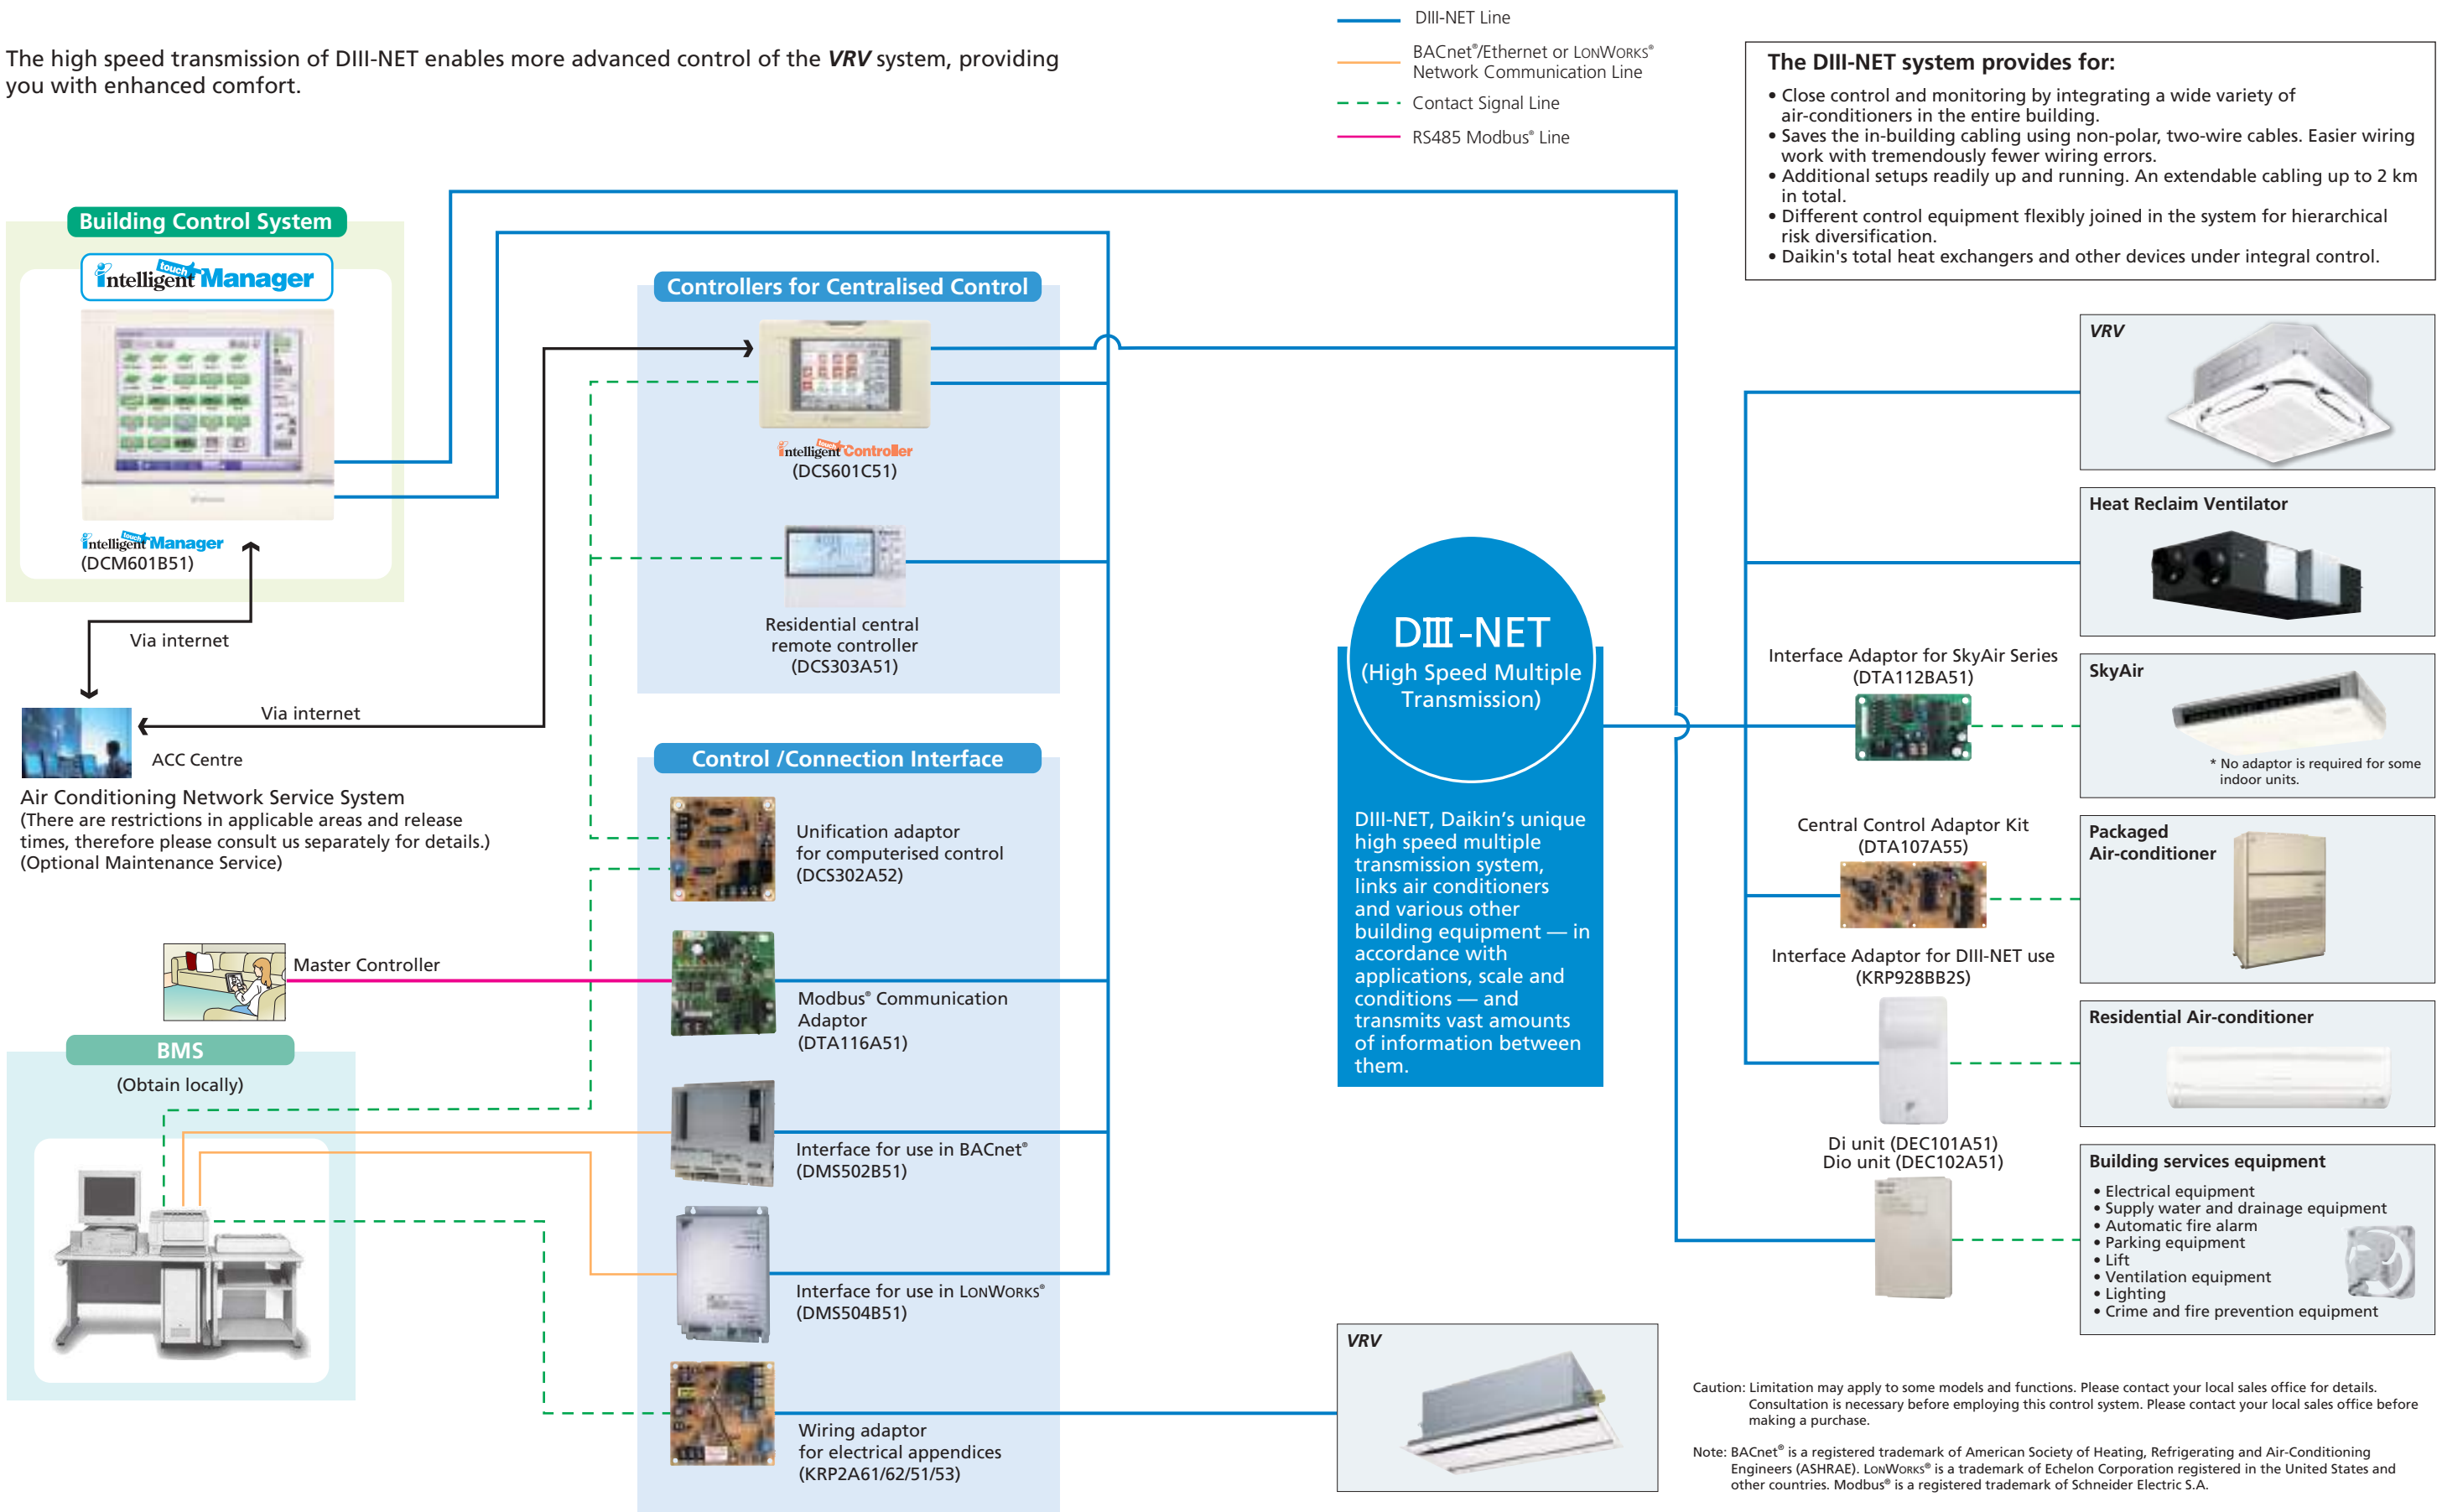 The high speed transmission of DIII-NET enables more advanced control of the VRV system, providing
you with enhanced comfort.
DIII-NET Line
BACnet®/Ethernet or LONWORKS®
Network Communication Line
Contact Signal Line
RS485 Modbus® Line
The DIII-NET system provides for:
• Close control and monitoring by integrating a wide variety of
air-conditioners in the entire building.
• Saves the in-building cabling using non-polar, two-wire cables. Easier wiring
work with tremendously fewer wiring errors.
• Additional setups readily up and running. An extendable cabling up to 2 km
in total.
• Different control equipment flexibly joined in the system for hierarchical
risk diversification.
• Daikin's total heat exchangers and other devices under integral control.
Building Control System
intelligent touch Manager
intelligent touch Manager
(DCM601B51)
Via internet
Via internet
ACC Centre
Air Conditioning Network Service System
(There are restrictions in applicable areas and release
times, therefore please consult us separately for details.)
(Optional Maintenance Service)
Master Controller
BMS
(Obtain locally)
Controllers for Centralised Control
intelligent touch Controller
(DCS601C51)
Residential central
remote controller
(DCS303A51)
Control /Connection Interface
Unification adaptor
for computerised control
(DCS302A52)
Modbus® Communication
Adaptor
(DTA116A51)
Interface for use in BACnet®
(DMS502B51)
Interface for use in LONWORKS®
(DMS504B51)
Wiring adaptor
for electrical appendices
(KRP2A61/62/51/53)
DIII-NET
(High Speed Multiple
Transmission)
DIII-NET, Daikin’s unique
high speed multiple
transmission system,
links air conditioners
and various other
building equipment — in
accordance with
applications, scale and
conditions — and
transmits vast amounts
of information between
them.
VRV
Heat Reclaim Ventilator
Interface Adaptor for SkyAir Series
(DTA112BA51)
SkyAir
* No adaptor is required for some
indoor units.
Central Control Adaptor Kit
(DTA107A55)
Packaged
Air-conditioner
Interface Adaptor for DIII-NET use
(KRP928BB2S)
Residential Air-conditioner
Di unit (DEC101A51)
Dio unit (DEC102A51)
Building services equipment
• Electrical equipment
• Supply water and drainage equipment
• Automatic fire alarm
• Parking equipment
• Lift
• Ventilation equipment
• Lighting
• Crime and fire prevention equipment
VRV
Caution: Limitation may apply to some models and functions. Please contact your local sales office for details.
Consultation is necessary before employing this control system. Please contact your local sales office before
making a purchase.
Note: BACnet® is a registered trademark of American Society of Heating, Refrigerating and Air-Conditioning
Engineers (ASHRAE). LONWORKS® is a trademark of Echelon Corporation registered in the United States and
other countries. Modbus® is a registered trademark of Schneider Electric S.A.